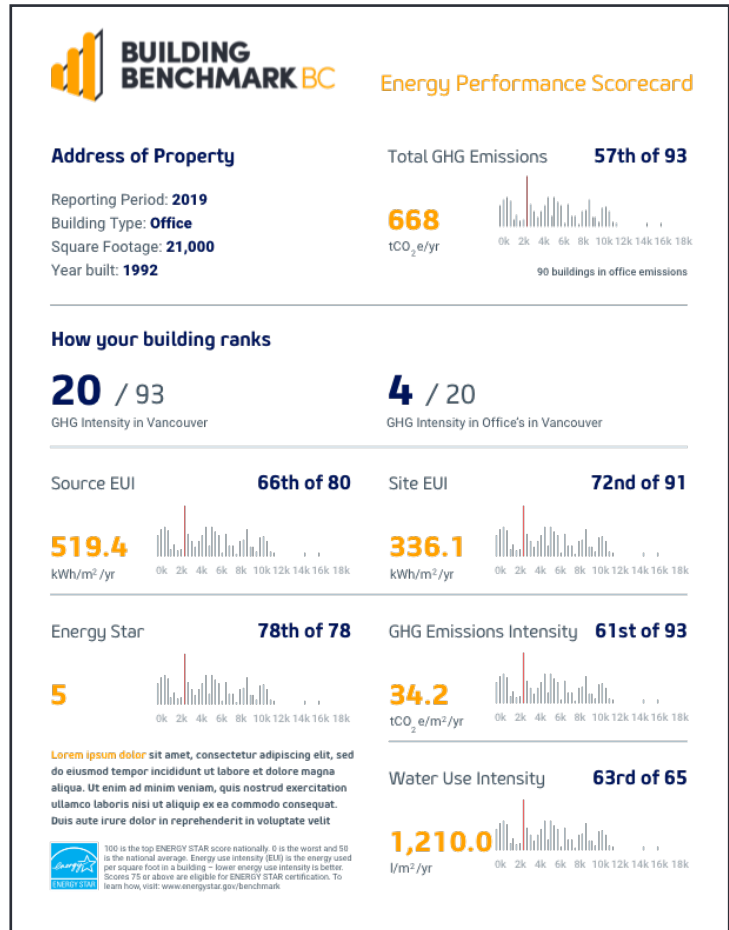 BUILDING
BENCHMARK BC
Energy Performance Scorecard
Address of Property
Reporting Period: 2019
Building Type: Office
Square Footage: 21,000
Year built: 1992
Total GHG Emissions 57th of 93
668
tCO2e/yr
0k 2k 4k 6k 8k 10k 12k 14k 16k 18k
90 buildings in office emissions
How your building ranks
20 / 93
GHG Intensity in Vancouver
4 / 20
GHG Intensity in Office's in Vancouver
Source EUI 66th of 80
519.4
kWh/m²/yr
0k 2k 4k 6k 8k 10k 12k 14k 16k 18k
Site EUI 72nd of 91
336.1
kWh/m²/yr
0k 2k 4k 6k 8k 10k 12k 14k 16k 18k
Energy Star 78th of 78
5
0k 2k 4k 6k 8k 10k 12k 14k 16k 18k
GHG Emissions Intensity 61st of 93
34.2
tCO2e/m²/yr
0k 2k 4k 6k 8k 10k 12k 14k 16k 18k
Lorem ipsum dolor sit amet, consectetur adipiscing elit, sed
do eiusmod tempor incididunt ut labore et dolore magna
aliqua. Ut enim ad minim veniam, quis nostrud exercitation
ullamco laboris nisi ut aliquip ex ea commodo consequat.
Duis aute irure dolor in reprehenderit in voluptate velit
energy
ENERGY STAR
100 is the top ENERGY STAR score nationally. 0 is the worst and 50
is the national average. Energy use intensity (EUI) is the energy used
per square foot in a building – lower energy use intensity is better.
Scores 75 or above are eligible for ENERGY STAR certification. To
learn how, visit: www.energystar.gov/benchmark
Water Use Intensity 63rd of 65
1,210.0
l/m²/yr
0k 2k 4k 6k 8k 10k 12k 14k 16k 18k